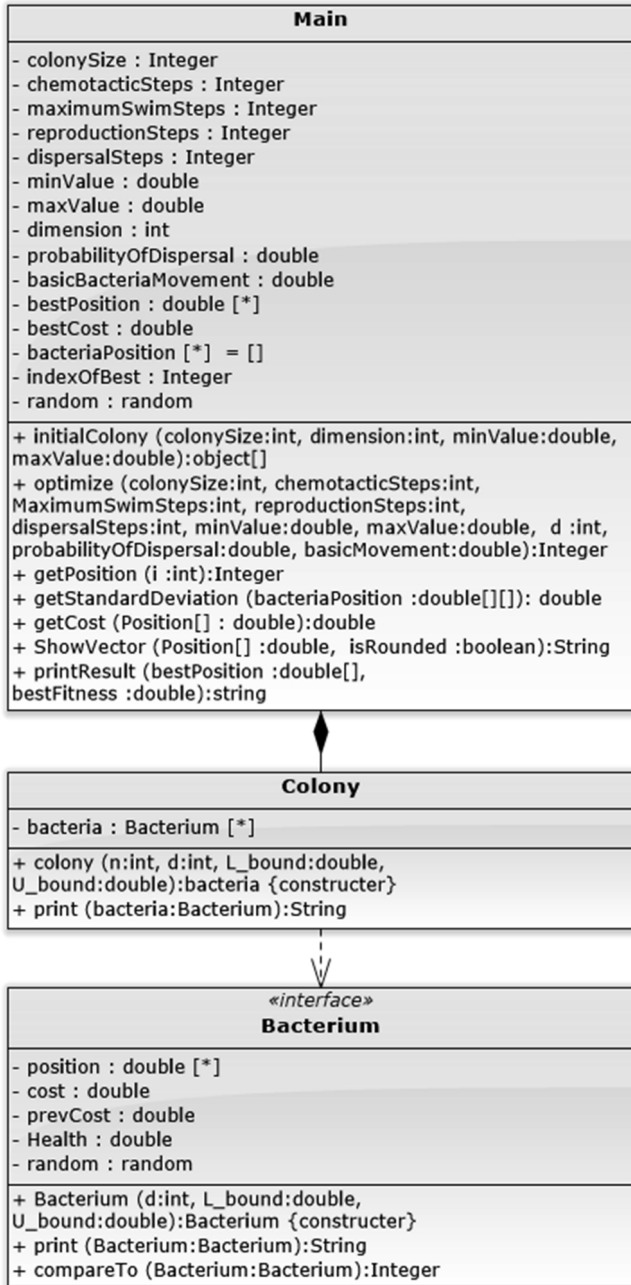 Main
- colonySize : Integer
- chemotacticSteps : Integer
- maximumSwimSteps : Integer
- reproductionSteps : Integer
- dispersalSteps : Integer
- minValue : double
- maxValue : double
- dimension : int
- probabilityOfDispersal : double
- basicBacteriaMovement : double
- bestPosition : double [*]
- bestCost : double
- bacteriaPosition [*] = []
- indexOfBest : Integer
- random : random
+ initialColony (colonySize:int, dimension:int, minValue:double,
maxValue:double):object[]
+ optimize (colonySize:int, chemotacticSteps:int,
MaximumSwimSteps:int, reproductionSteps:int,
dispersalSteps:int, minValue:double, maxValue:double, d :int,
probabilityOfDispersal:double, basicMovement:double):Integer
+ getPosition (i :int):Integer
+ getStandardDeviation (bacteriaPosition :double[][]): double
+ getCost (Position[] : double):double
+ ShowVector (Position[] :double, isRounded :boolean):String
+ printResult (bestPosition :double[],
bestFitness :double):string
Colony
- bacteria : Bacterium [*]
+ colony (n:int, d:int, L_bound:double,
U_bound:double):bacteria {constructer}
+ print (bacteria:Bacterium):String
«interface»
Bacterium
- position : double [*]
- cost : double
- prevCost : double
- Health : double
- random : random
+ Bacterium (d:int, L_bound:double,
U_bound:double):Bacterium {constructer}
+ print (Bacterium:Bacterium):String
+ compareTo (Bacterium:Bacterium):Integer